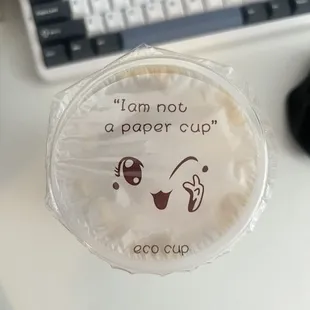 “Iam not
a paper cup”
eco cup